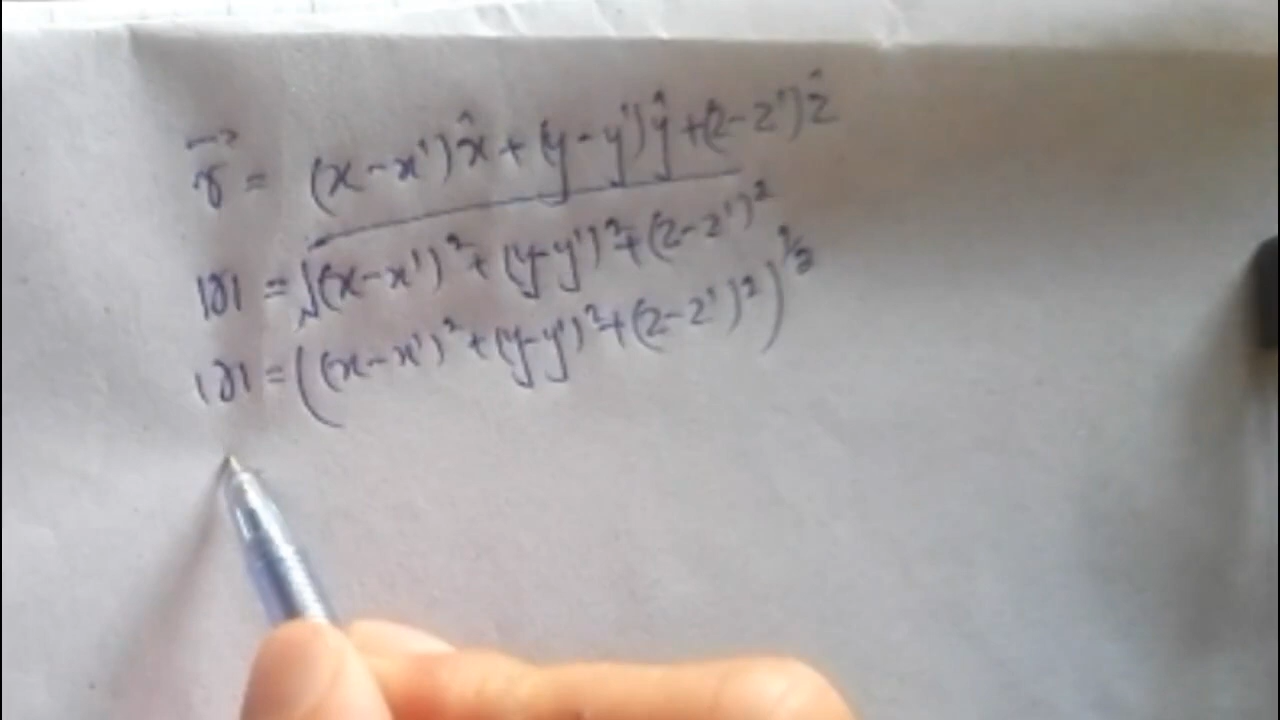 r⃗ = (x-x')x̂ + (y-y')ŷ + (z-z')ẑ
|r| = √(x-x')² + (y-y')² + (z-z')²
|r| = ((x-x')² + (y-y')² + (z-z')²)^1/2